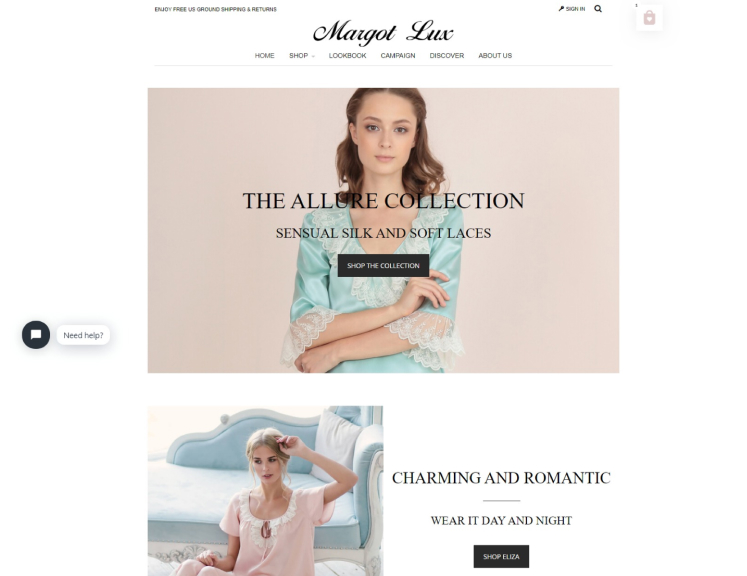 ENJOY FREE US GROUND SHIPPING & RETURNS
SIGN IN
1
Margot Lux
HOME SHOP LOOKBOOK CAMPAIGN DISCOVER ABOUT US
THE ALLURE COLLECTION
SENSUAL SILK AND SOFT LACES
SHOP THE COLLECTION
Need help?
CHARMING AND ROMANTIC
WEAR IT DAY AND NIGHT
SHOP ELIZA